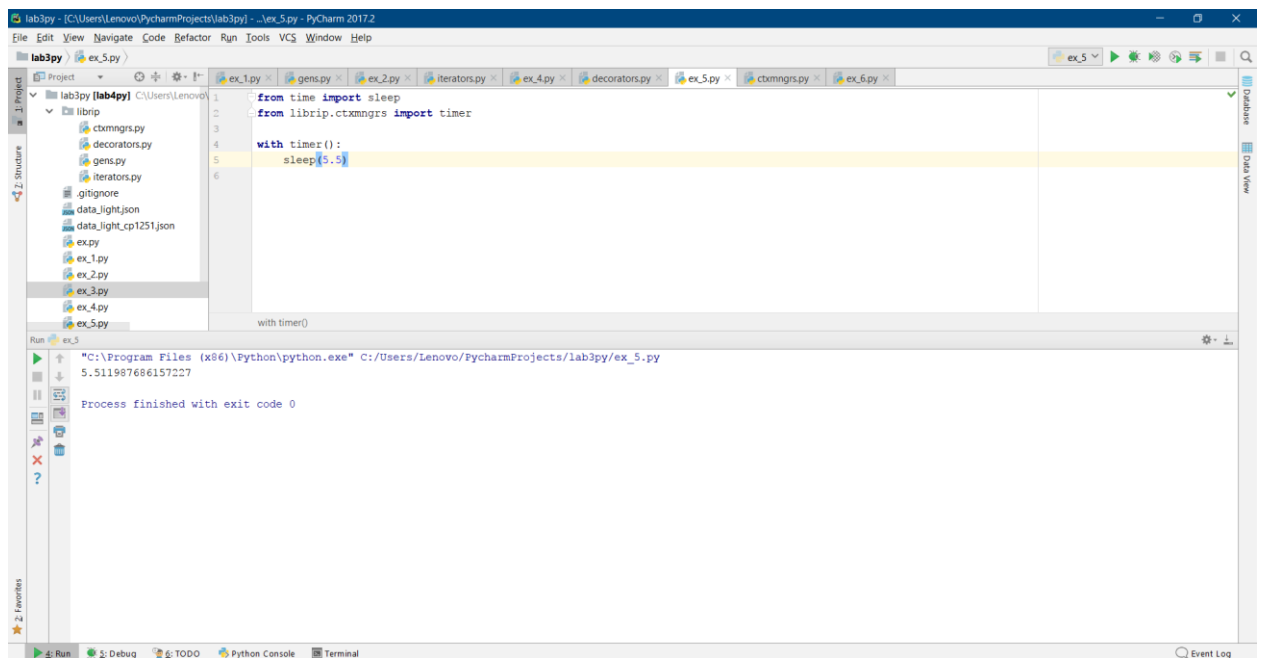 lab3py - [C:\Users\Lenovo\PycharmProjects\lab3py] - ...\ex_5.py - PyCharm 2017.2
File Edit View Navigate Code Refactor Run Tools VCS Window Help
lab3py ex_5.py
ex_5
Project
ex_1.py gens.py ex_2.py iterators.py ex_4.py decorators.py ex_5.py ctxmngrs.py ex_6.py
1: Project
Z: Structure
2: Favorites
lab3py [lab4py] C:\Users\Lenovo\
librip
ctxmngrs.py
decorators.py
gens.py
iterators.py
.gitignore
data_light.json
data_light_cp1251.json
ex.py
ex_1.py
ex_2.py
ex_3.py
ex_4.py
ex_5.py
1 from time import sleep
2 from librip.ctxmngrs import timer
3
4 with timer():
5 sleep(5.5)
6
with timer()
Database
Data View
Run ex_5
"C:\Program Files (x86)\Python\python.exe" C:/Users/Lenovo/PycharmProjects/lab3py/ex_5.py
5.511987686157227
Process finished with exit code 0
4: Run 5: Debug 6: TODO Python Console Terminal
Event Log